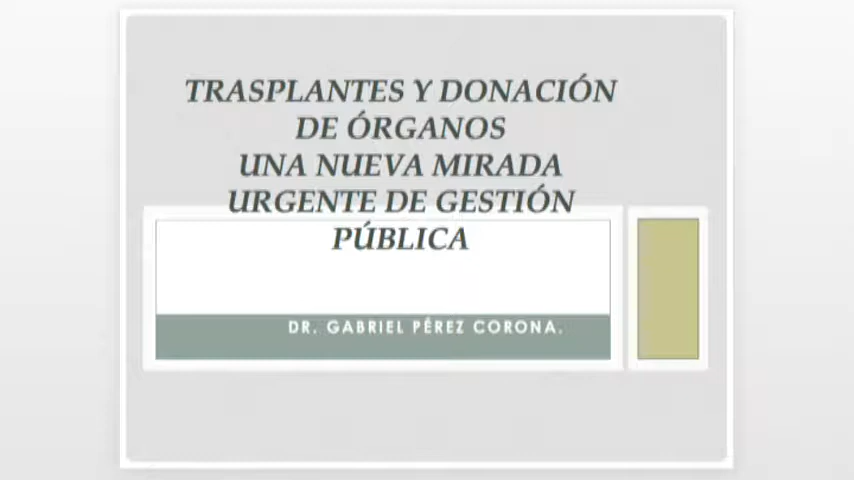 TRASPLANTES Y DONACIÓN
DE ÓRGANOS
UNA NUEVA MIRADA
URGENTE DE GESTIÓN
PÚBLICA
DR. GABRIEL PÉREZ CORONA.